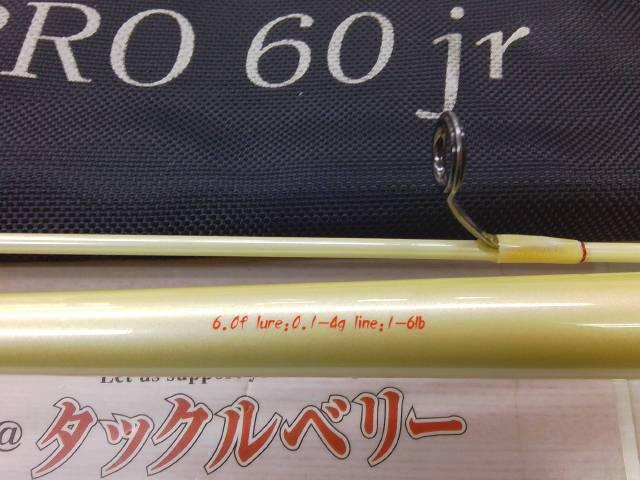 PRO 60 jr
6.0f lure:0.1-4g line:1-6lb
Let us support
@タックルベリー